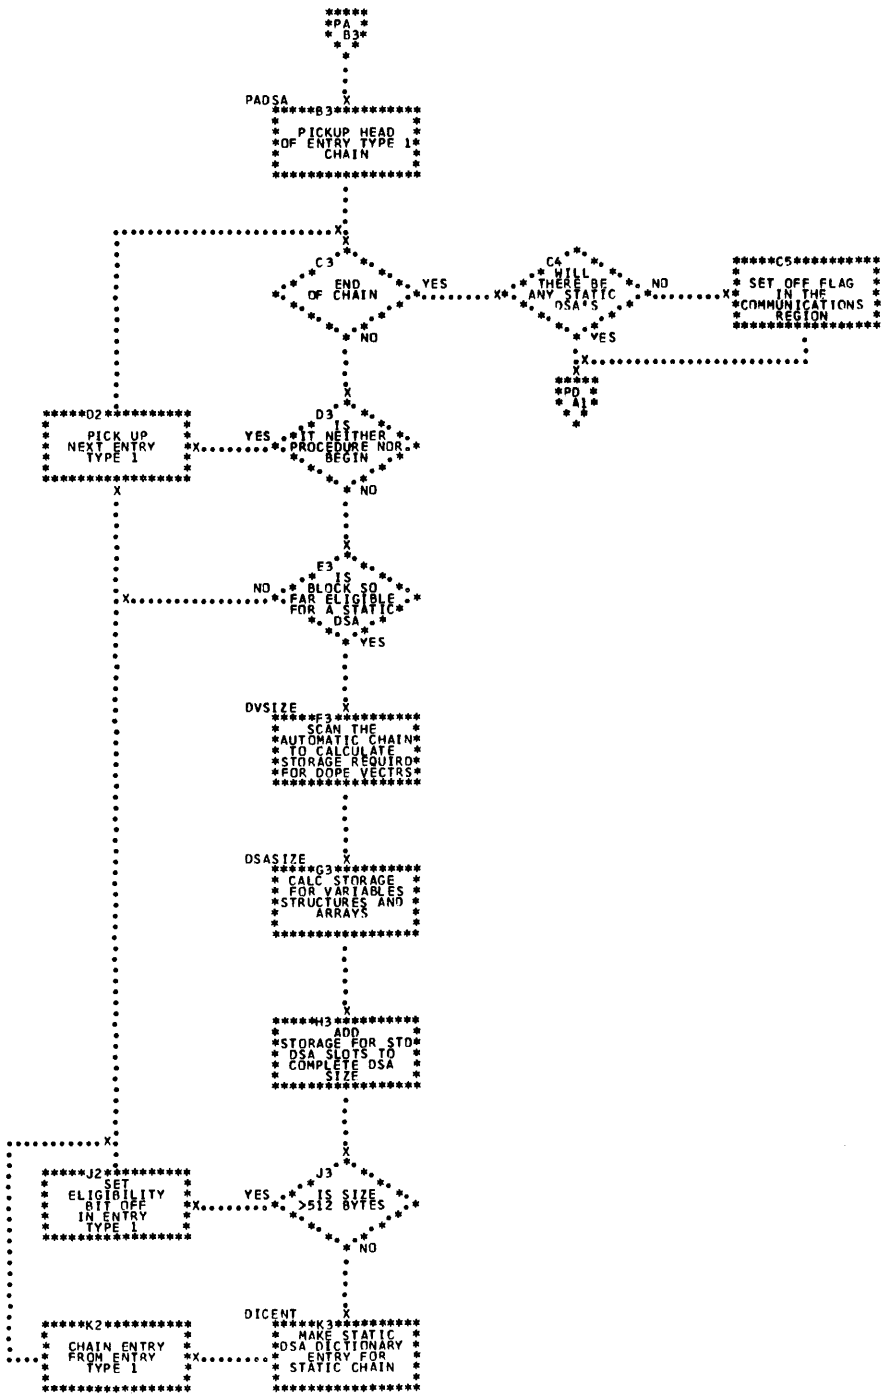 PA
B3
PADSA
B3
PICKUP HEAD
OF ENTRY TYPE 1
CHAIN
C3
END
OF CHAIN
YES
NO
C4
WILL
THERE BE
ANY STATIC
DSA'S
NO
YES
C5
SET OFF FLAG
IN THE
COMMUNICATIONS
REGION
PD
A1
D2
PICK UP
NEXT ENTRY
TYPE 1
YES
D3
IS
IT NEITHER
PROCEDURE NOR
BEGIN
NO
E3
IS
BLOCK SO
FAR ELIGIBLE
FOR A STATIC
DSA
NO
YES
DVSIZE
F3
SCAN THE
AUTOMATIC CHAIN
TO CALCULATE
STORAGE REQUIRD
FOR DOPE VECTRS
DSASIZE
G3
CALC STORAGE
FOR VARIABLES
STRUCTURES AND
ARRAYS
H3
ADD
STORAGE FOR STD
DSA SLOTS TO
COMPLETE DSA
SIZE
J2
SET
ELIGIBILITY
BIT OFF
IN ENTRY
TYPE 1
YES
J3
IS SIZE
>512 BYTES
NO
DICENT
K2
CHAIN ENTRY
FROM ENTRY
TYPE 1
K3
MAKE STATIC
DSA DICTIONARY
ENTRY FOR
STATIC CHAIN